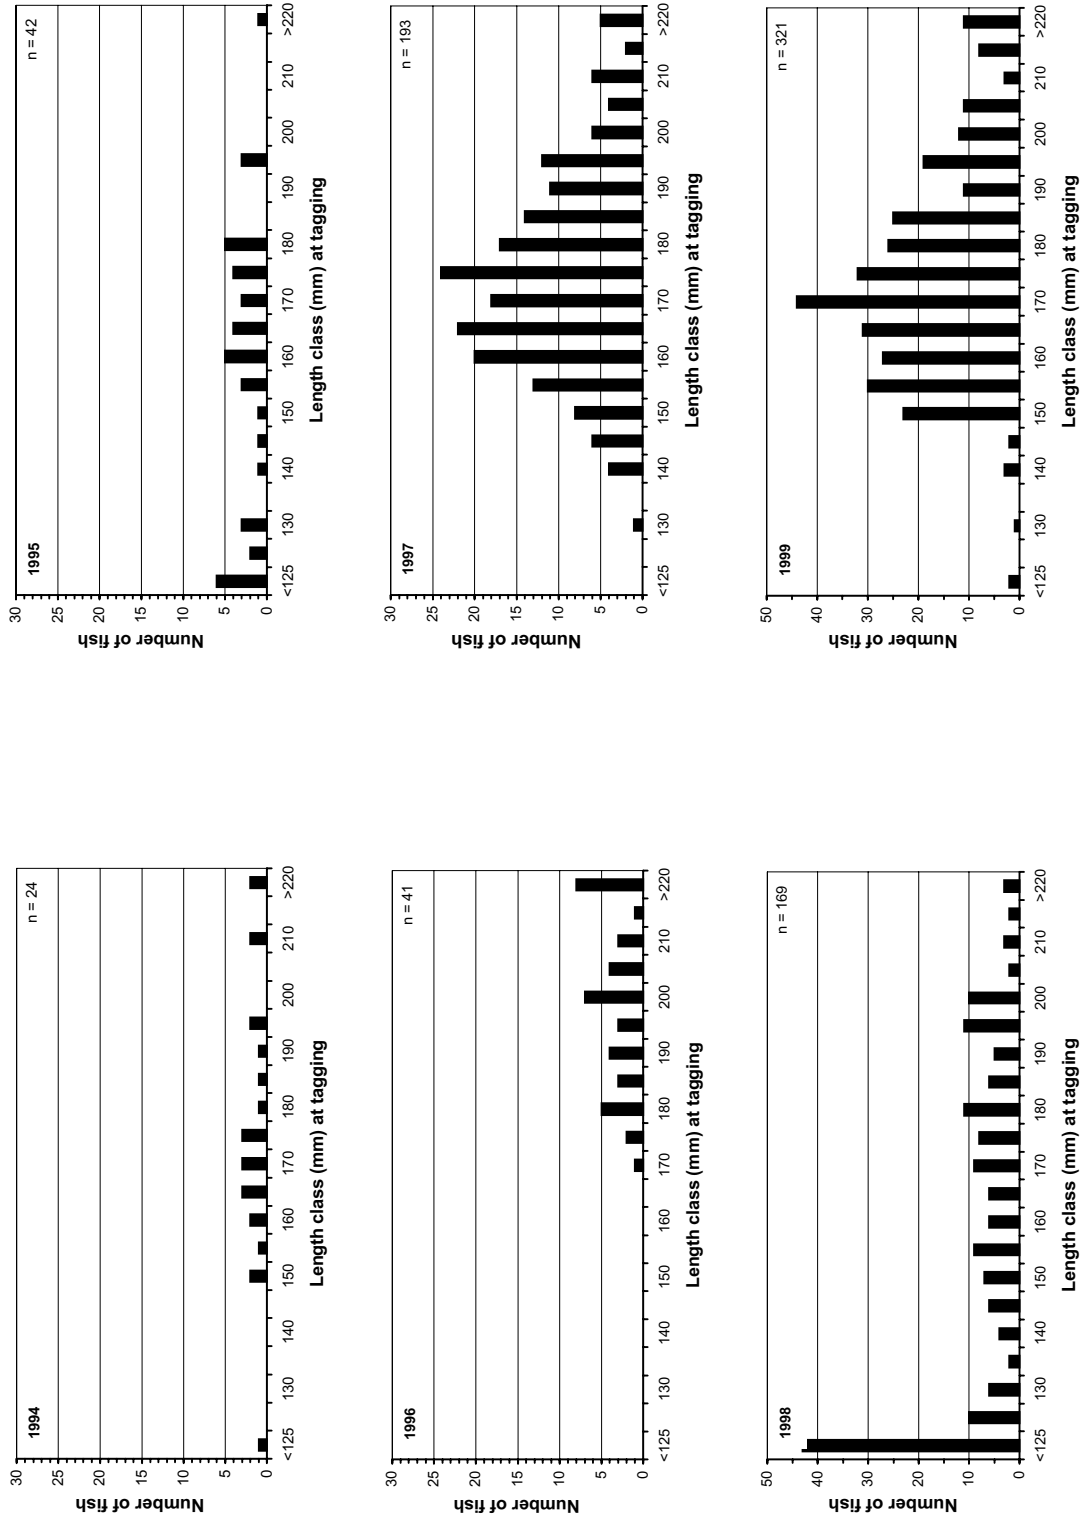 1994
n = 24
30
25
20
15
10
5
0
Number of fish
<125 130 140 150 160 170 180 190 200 210 >220
Length class (mm) at tagging
1995
n = 42
30
25
20
15
10
5
0
Number of fish
<125 130 140 150 160 170 180 190 200 210 >220
Length class (mm) at tagging
1996
n = 41
30
25
20
15
10
5
0
Number of fish
<125 130 140 150 160 170 180 190 200 210 >220
Length class (mm) at tagging
1997
n = 193
30
25
20
15
10
5
0
Number of fish
<125 130 140 150 160 170 180 190 200 210 >220
Length class (mm) at tagging
1998
n = 169
50
40
30
20
10
0
Number of fish
<125 130 140 150 160 170 180 190 200 210 >220
Length class (mm) at tagging
1999
n = 321
50
40
30
20
10
0
Number of fish
<125 130 140 150 160 170 180 190 200 210 >220
Length class (mm) at tagging